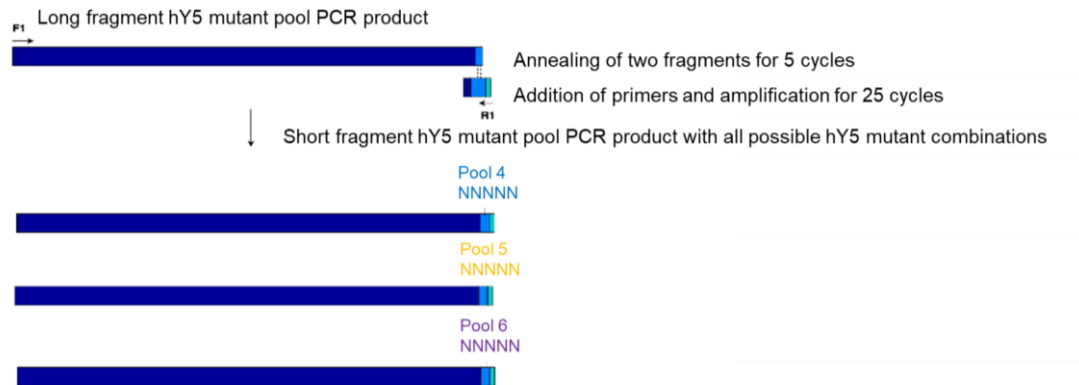 Long fragment hY5 mutant pool PCR product
F1
Annealing of two fragments for 5 cycles
Addition of primers and amplification for 25 cycles
R1
Short fragment hY5 mutant pool PCR product with all possible hY5 mutant combinations
Pool 4
NNNNN
Pool 5
NNNNN
Pool 6
NNNNN